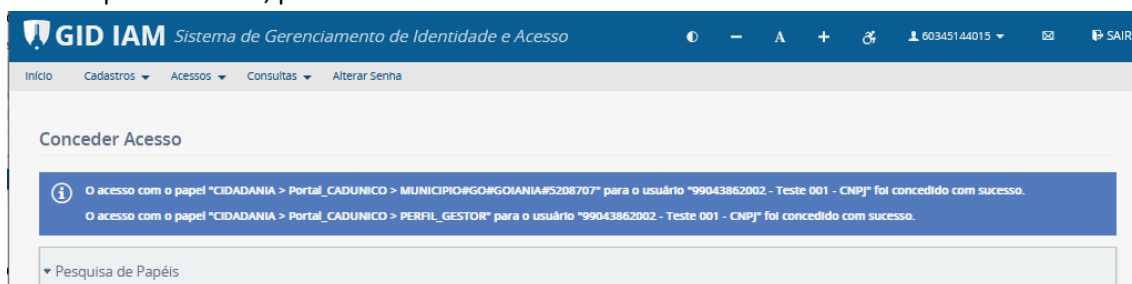 GID IAM Sistema de Gerenciamento de Identidade e Acesso A + 60345144015 SAIR
Início Cadastros Acessos Consultas Alterar Senha
Conceder Acesso
O acesso com o papel "CIDADANIA > Portal_CADUNICO > MUNICIPIO#GO#GOIANIA#5208707" para o usuário "99043862002 - Teste 001 - CNPJ" foi concedido com sucesso.
O acesso com o papel "CIDADANIA > Portal_CADUNICO > PERFIL_GESTOR" para o usuário "99043862002 - Teste 001 - CNPJ" foi concedido com sucesso.
Pesquisa de Papéis